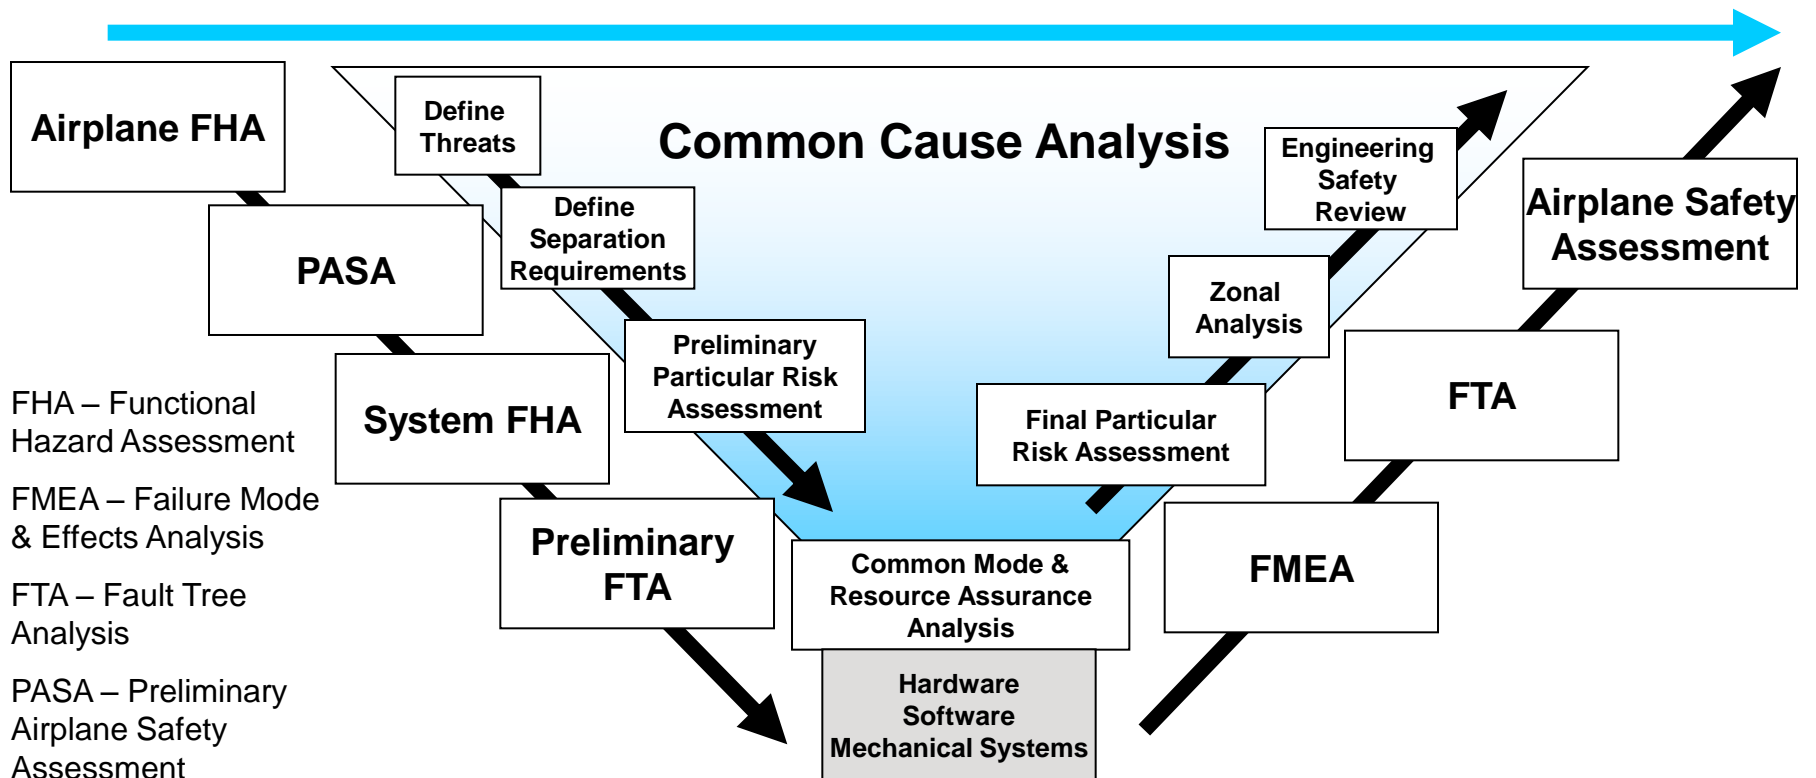 Airplane FHA
PASA
System FHA
Preliminary
FTA
Define
Threats
Define
Separation
Requirements
Preliminary
Particular Risk
Assessment
Common Cause Analysis
Common Mode &
Resource Assurance
Analysis
Hardware
Software
Mechanical Systems
Final Particular
Risk Assessment
Zonal
Analysis
Engineering
Safety
Review
FMEA
FTA
Airplane Safety
Assessment
FHA – Functional
Hazard Assessment
FMEA – Failure Mode
& Effects Analysis
FTA – Fault Tree
Analysis
PASA – Preliminary
Airplane Safety
Assessment